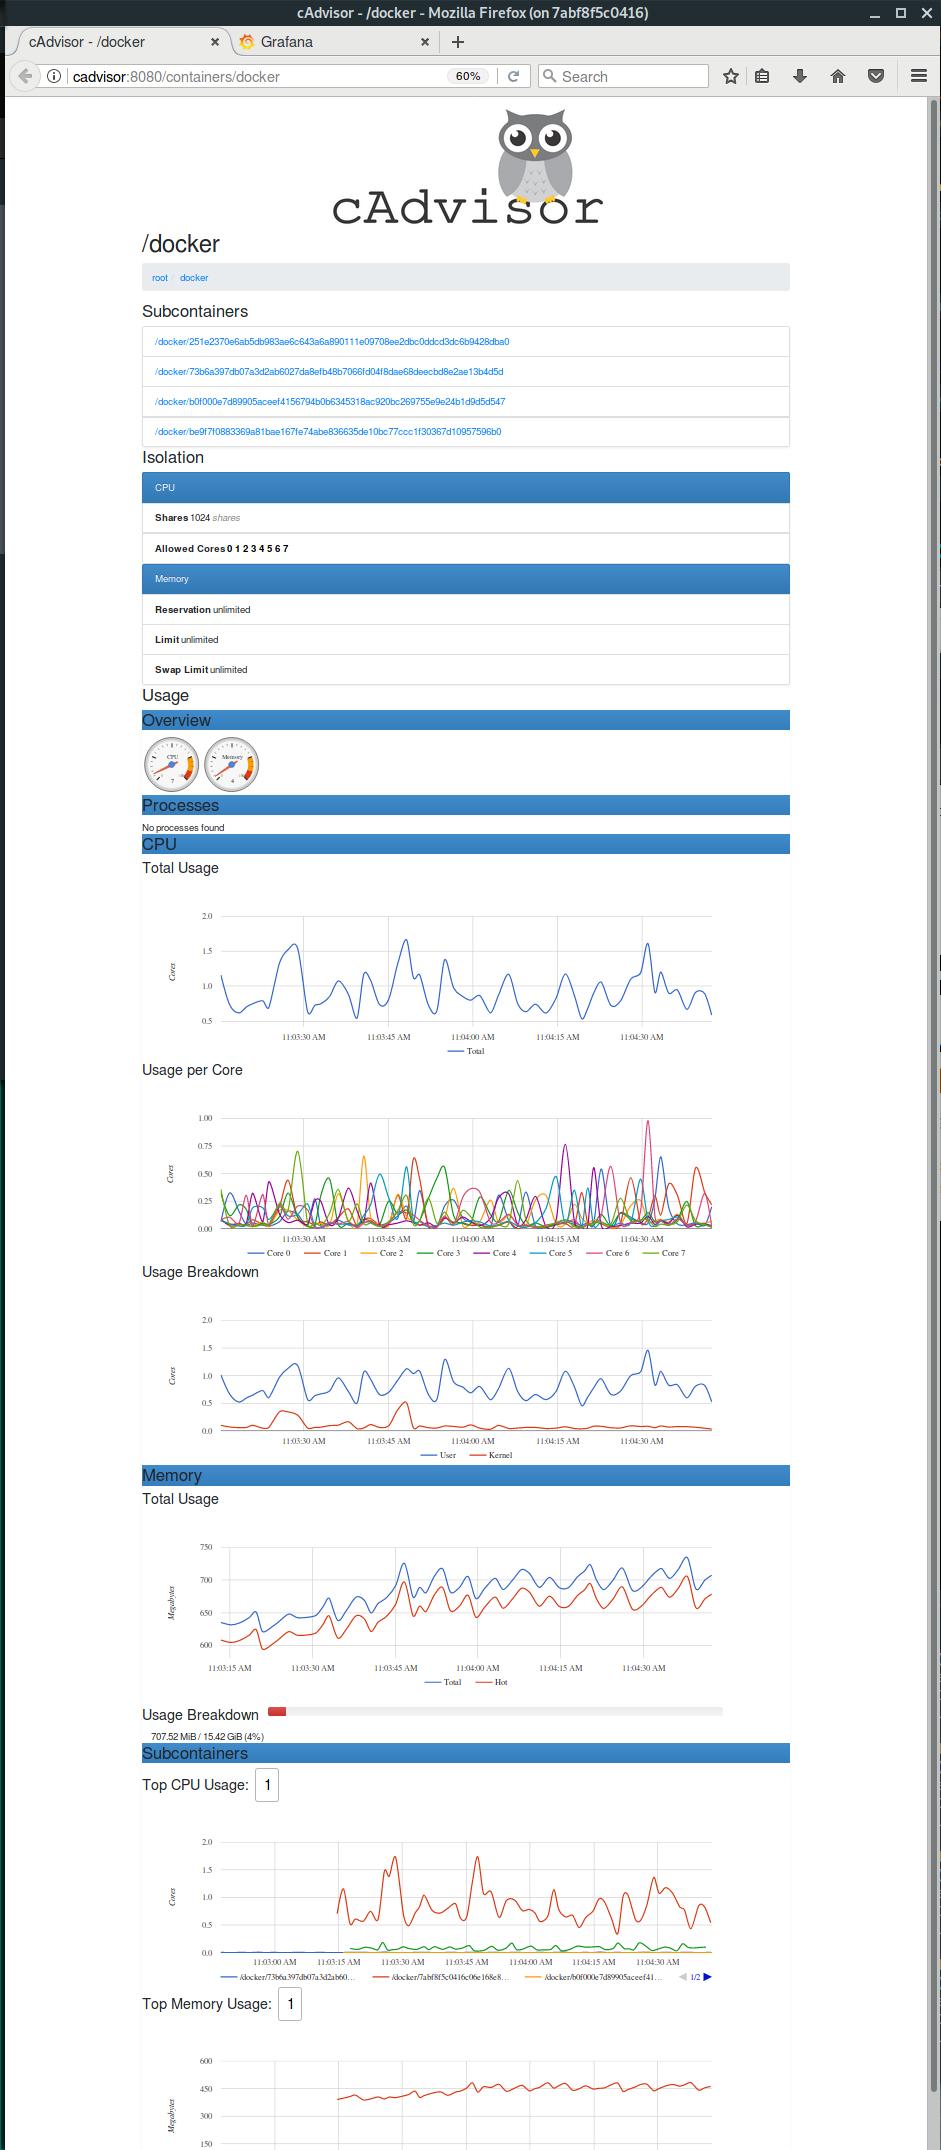 cAdvisor - /docker - Mozilla Firefox (on 7abf8f5c0416)
cAdvisor - /docker
Grafana
cadvisor:8080/containers/docker
60%
Search
cAdvisor
/docker
root / docker
Subcontainers
/docker/251e2370e6ab5db983ae6c643a6a890111e09708ee2dbc0ddcd3dc6b9428dba0
/docker/73b6a397db07a3d2ab6027da8efb48b7066fd04f8dae68deecbd8e2ae13b4d5d
/docker/b0f000e7d89905aceef4156794b0b6345318ac920bc269755e9e24b1d9d5d547
/docker/be9f7f0883369a81bae167fe74abe836635de10bc77ccc1f30367d10957596b0
Isolation
CPU
Shares 1024 shares
Allowed Cores 0 1 2 3 4 5 6 7
Memory
Reservation unlimited
Limit unlimited
Swap Limit unlimited
Usage
Overview
CPU
7
Memory
4
Processes
No processes found
CPU
Total Usage
2.0
1.5
1.0
0.5
Cores
11:03:30 AM 11:03:45 AM 11:04:00 AM 11:04:15 AM 11:04:30 AM
Total
Usage per Core
1.00
0.75
0.50
0.25
0.00
Cores
11:03:30 AM 11:03:45 AM 11:04:00 AM 11:04:15 AM 11:04:30 AM
Core 0 Core 1 Core 2 Core 3 Core 4 Core 5 Core 6 Core 7
Usage Breakdown
2.0
1.5
1.0
0.5
0.0
Cores
11:03:30 AM 11:03:45 AM 11:04:00 AM 11:04:15 AM 11:04:30 AM
User Kernel
Memory
Total Usage
750
700
650
600
Megabytes
11:03:15 AM 11:03:30 AM 11:03:45 AM 11:04:00 AM 11:04:15 AM 11:04:30 AM
Total Hot
Usage Breakdown
707.52 MiB / 15.42 GiB (4%)
Subcontainers
Top CPU Usage: 1
2.0
1.5
1.0
0.5
0.0
Cores
11:03:00 AM 11:03:15 AM 11:03:30 AM 11:03:45 AM 11:04:00 AM 11:04:15 AM 11:04:30 AM
/docker/73b6a397db07a3d2ab60... /docker/7abf8f5c0416c06e168e8... /docker/b0f000e7d89905aceef41... 1/2
Top Memory Usage: 1
600
450
300
150
Megabytes